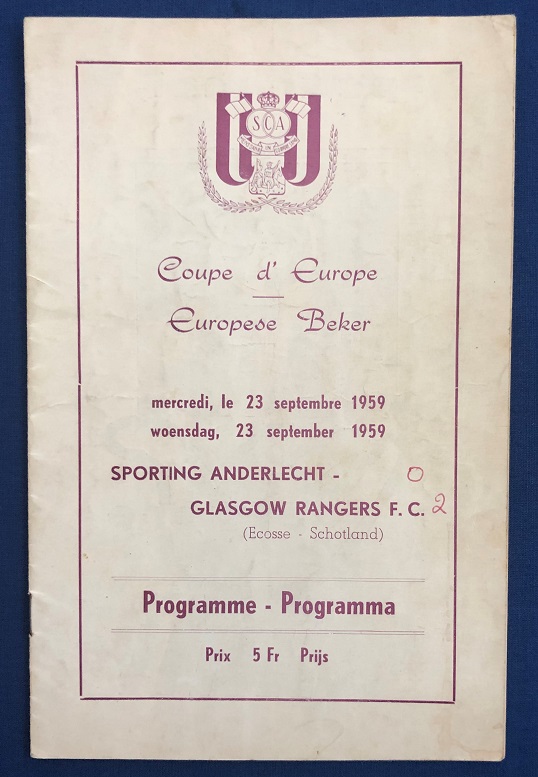 SCA
Coupe d' Europe
Europese Beker
mercredi, le 23 septembre 1959
woensdag, 23 september 1959
SPORTING ANDERLECHT - 0
GLASGOW RANGERS F. C. 2
(Ecosse - Schotland)
Programme - Programma
Prix 5 Fr Prijs